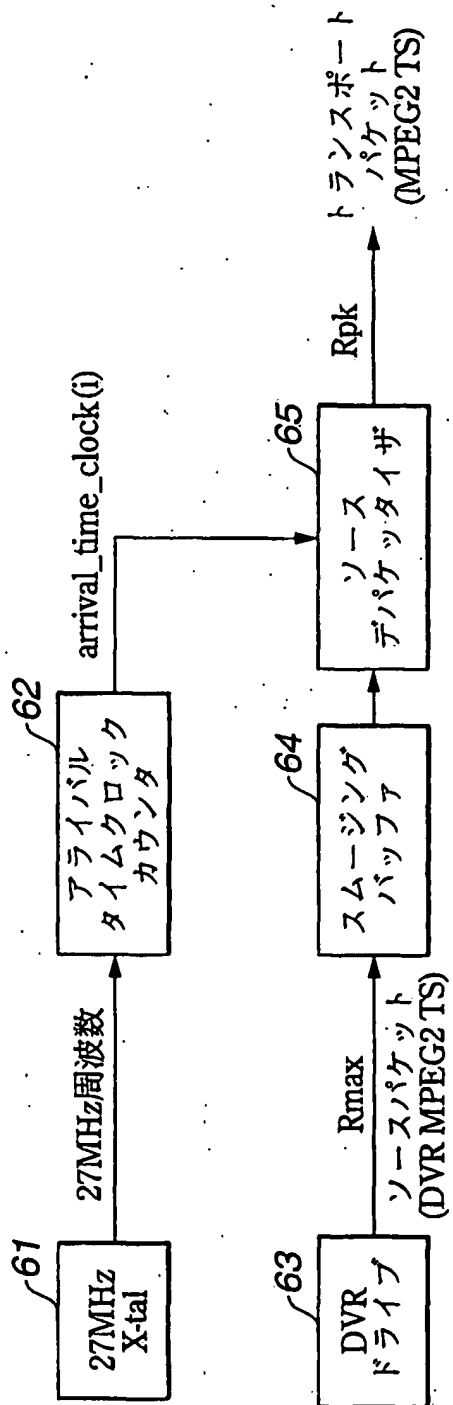 61
27MHz
X-tal
27MHz周波数
62
アライバル
タイムクロック
カウンタ
arrival_time_clock(i)
63
DVR
ドライブ
Rmax
ソースパケット
(DVR MPEG2 TS)
64
スムージング
バッファ
65
ソース
デパケッタイザ
Rpk
トランスポート
パケット
(MPEG2 TS)